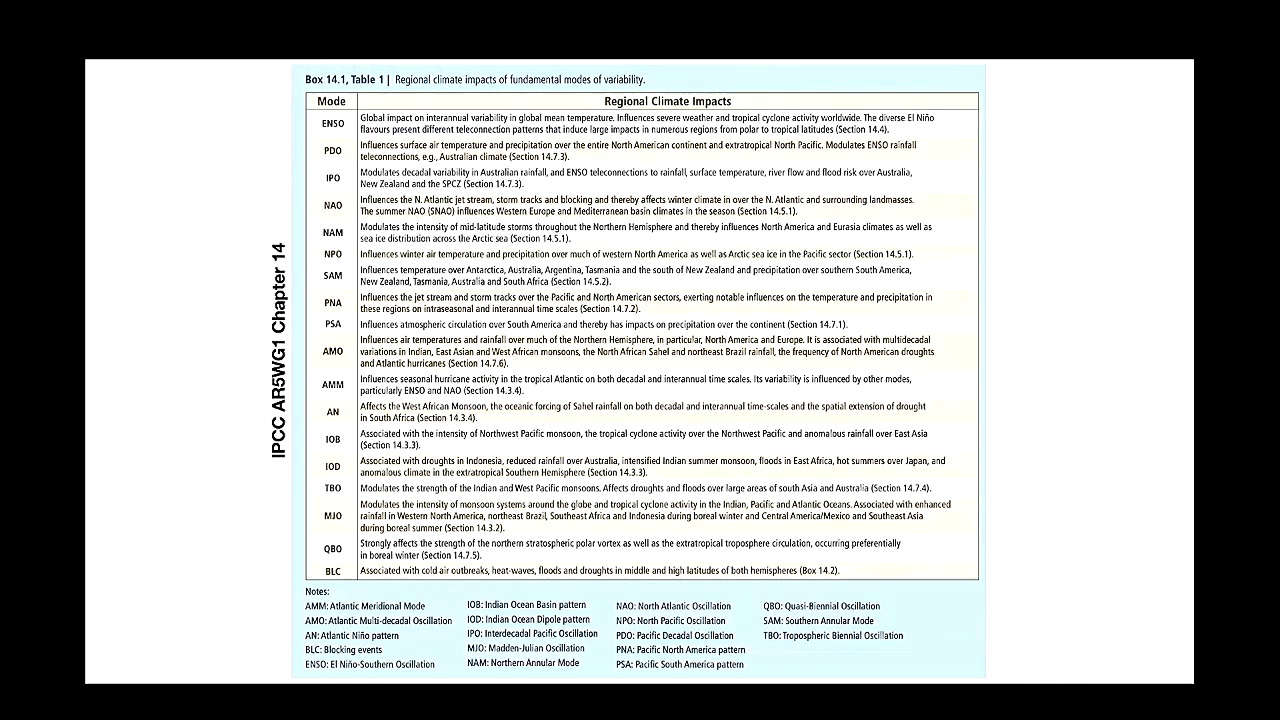 IPCC AR5WG1 Chapter 14
Box 14.1, Table 1 | Regional climate impacts of fundamental modes of variability.
Mode Regional Climate Impacts
ENSO Global impact on interannual variability in global mean temperature. Influences severe weather and tropical cyclone activity worldwide. The diverse El Niño
flavours present different teleconnection patterns that induce large impacts in numerous regions from polar to tropical latitudes (Section 14.4).
PDO Influences surface air temperature and precipitation over the entire North American continent and extratropical North Pacific. Modulates ENSO rainfall
teleconnections, e.g., Australian climate (Section 14.7.3).
IPO Modulates decadal variability in Australian rainfall, and ENSO teleconnections to rainfall, surface temperature, river flow and flood risk over Australia,
New Zealand and the SPCZ (Section 14.7.3).
NAO Influences the N. Atlantic jet stream, storm tracks and blocking and thereby affects winter climate in over the N. Atlantic and surrounding landmasses.
The summer NAO (SNAO) influences Western Europe and Mediterranean basin climates in the season (Section 14.5.1).
NAM Modulates the intensity of mid-latitude storms throughout the Northern Hemisphere and thereby influences North America and Eurasia climates as well as
sea ice distribution across the Arctic sea (Section 14.5.1).
NPO Influences winter air temperature and precipitation over much of western North America as well as Arctic sea ice in the Pacific sector (Section 14.5.1).
SAM Influences temperature over Antarctica, Australia, Argentina, Tasmania and the south of New Zealand and precipitation over southern South America,
New Zealand, Tasmania, Australia and South Africa (Section 14.5.2).
PNA Influences the jet stream and storm tracks over the Pacific and North American sectors, exerting notable influences on the temperature and precipitation in
these regions on intraseasonal and interannual time scales (Section 14.7.2).
PSA Influences atmospheric circulation over South America and thereby has impacts on precipitation over the continent (Section 14.7.1).
AMO Influences air temperatures and rainfall over much of the Northern Hemisphere, in particular, North America and Europe. It is associated with multidecadal
variations in Indian, East Asian and West African monsoons, the North African Sahel and northeast Brazil rainfall, the frequency of North American droughts
and Atlantic hurricanes (Section 14.7.6).
AMM Influences seasonal hurricane activity in the tropical Atlantic on both decadal and interannual time scales. Its variability is influenced by other modes,
particularly ENSO and NAO (Section 14.3.4).
AN Affects the West African Monsoon, the oceanic forcing of Sahel rainfall on both decadal and interannual time-scales and the spatial extension of drought
in South Africa (Section 14.3.4).
IOB Associated with the intensity of Northwest Pacific monsoon, the tropical cyclone activity over the Northwest Pacific and anomalous rainfall over East Asia
(Section 14.3.3).
IOD Associated with droughts in Indonesia, reduced rainfall over Australia, intensified Indian summer monsoon, floods in East Africa, hot summers over Japan, and
anomalous climate in the extratropical Southern Hemisphere (Section 14.3.3).
TBO Modulates the strength of the Indian and West Pacific monsoons. Affects droughts and floods over large areas of south Asia and Australia (Section 14.7.4).
MJO Modulates the intensity of monsoon systems around the globe and tropical cyclone activity in the Indian, Pacific and Atlantic Oceans. Associated with enhanced
rainfall in Western North America, northeast Brazil, Southeast Africa and Indonesia during boreal winter and Central America/Mexico and Southeast Asia
during boreal summer (Section 14.3.2).
QBO Strongly affects the strength of the northern stratospheric polar vortex as well as the extratropical troposphere circulation, occurring preferentially
in boreal winter (Section 14.7.5).
BLC Associated with cold air outbreaks, heat-waves, floods and droughts in middle and high latitudes of both hemispheres (Box 14.2).
Notes:
AMM: Atlantic Meridional Mode
AMO: Atlantic Multi-decadal Oscillation
AN: Atlantic Niño pattern
BLC: Blocking events
ENSO: El Niño-Southern Oscillation
IOB: Indian Ocean Basin pattern
IOD: Indian Ocean Dipole pattern
IPO: Interdecadal Pacific Oscillation
MJO: Madden-Julian Oscillation
NAM: Northern Annular Mode
NAO: North Atlantic Oscillation
NPO: North Pacific Oscillation
PDO: Pacific Decadal Oscillation
PNA: Pacific North America pattern
PSA: Pacific South America pattern
QBO: Quasi-Biennial Oscillation
SAM: Southern Annular Mode
TBO: Tropospheric Biennial Oscillation